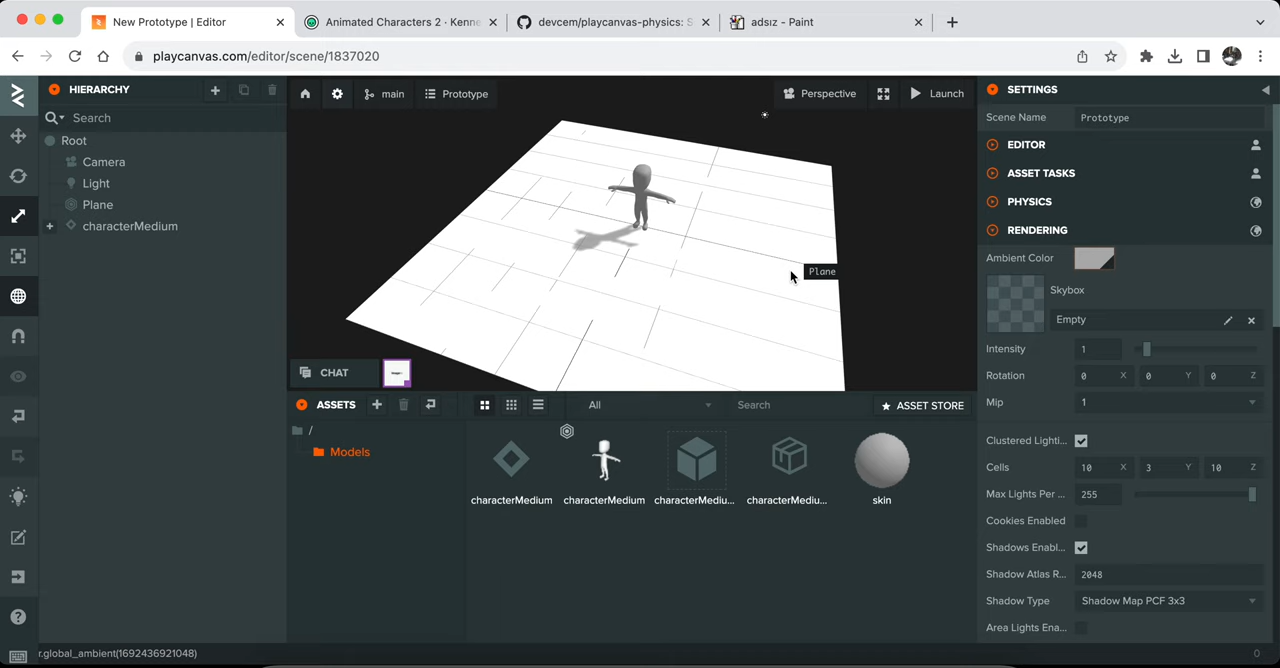 New Prototype | Editor
Animated Characters 2 · Kenne
devcem/playcanvas-physics: S
adsız - Paint
playcanvas.com/editor/scene/1837020
HIERARCHY
Search
Root
Camera
Light
Plane
characterMedium
main
Prototype
Perspective
Launch
Plane
CHAT
ASSETS
All
Search
ASSET STORE
/
Models
characterMedium
characterMedium
characterMediu...
characterMediu...
skin
SETTINGS
Scene Name
Prototype
EDITOR
ASSET TASKS
PHYSICS
RENDERING
Ambient Color
Skybox
Empty
Intensity
1
Rotation
0 X 0 Y 0 Z
Mip
1
Clustered Lighti...
Cells
10 X 3 Y 10 Z
Max Lights Per ...
255
Cookies Enabled
Shadows Enabl...
Shadow Atlas R...
2048
Shadow Type
Shadow Map PCF 3x3
Area Lights Ena...
r.global_ambient(1692436921048)
0